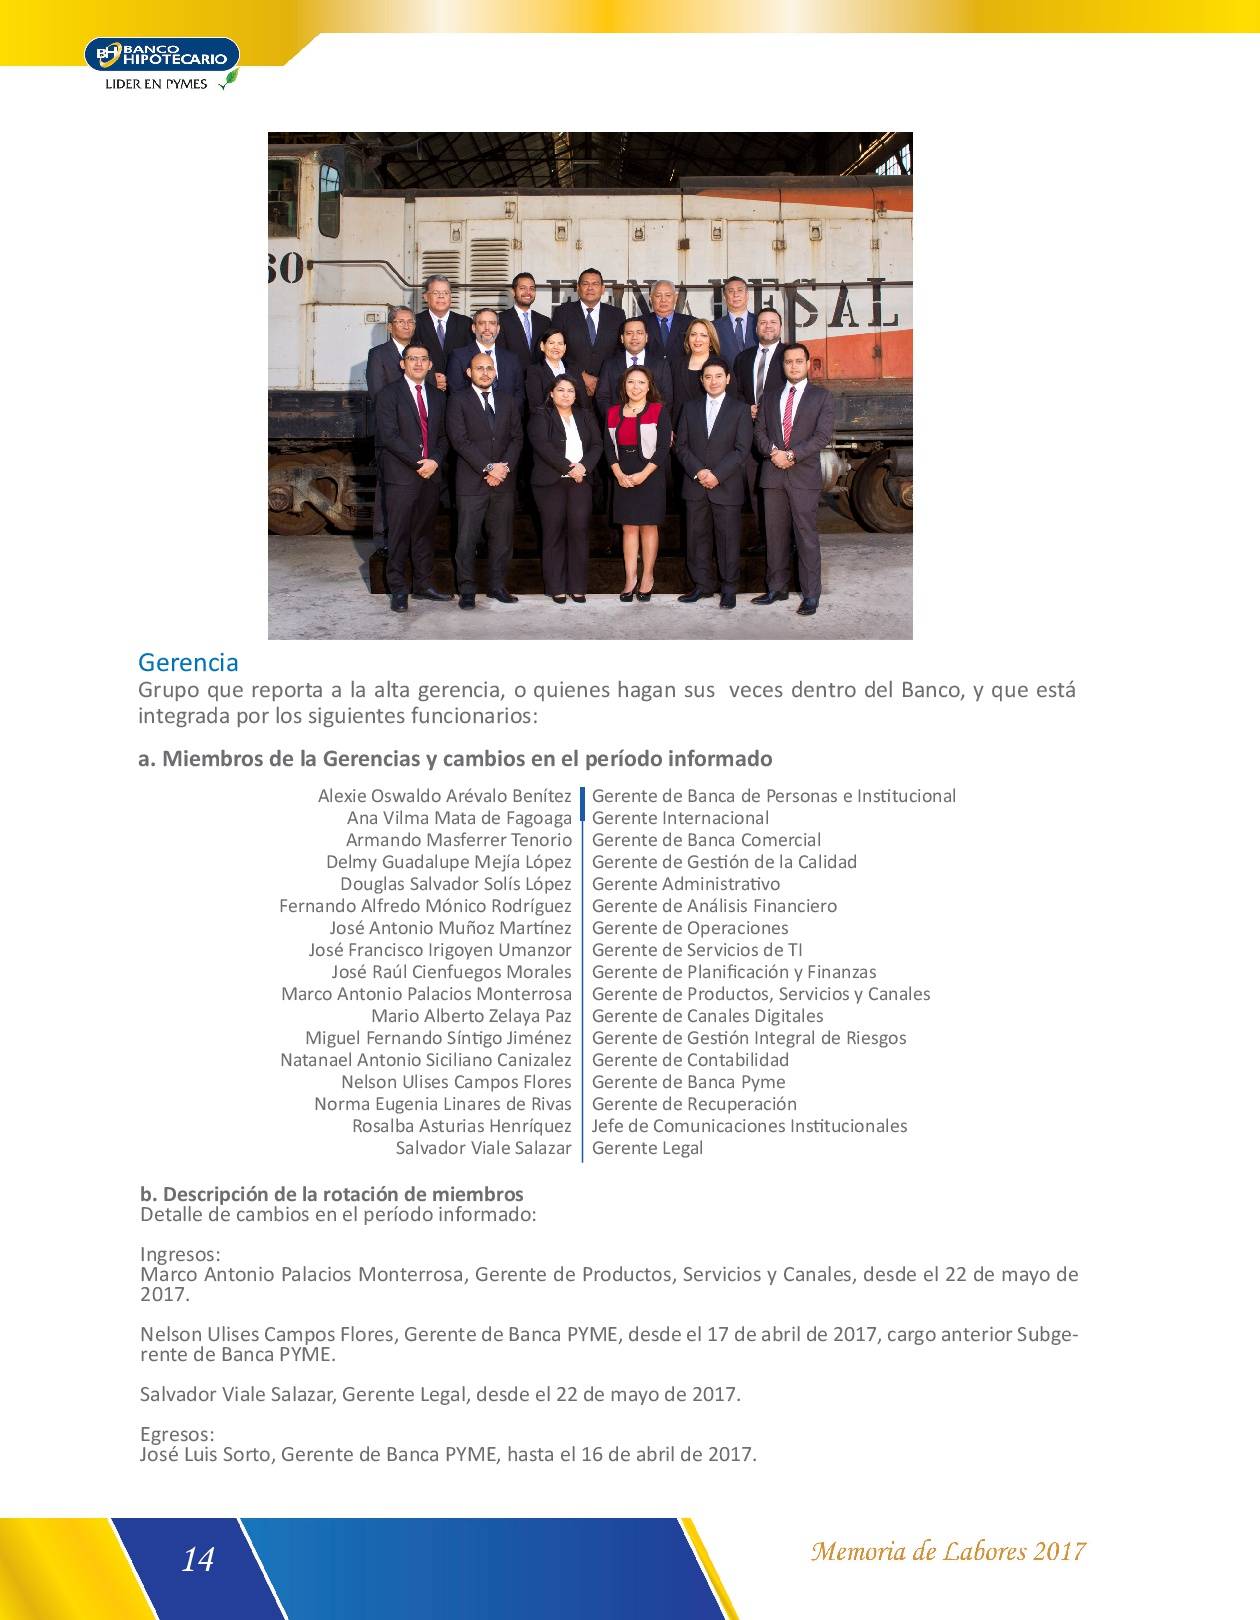 BH BANCO
HIPOTECARIO
LIDER EN PYMES
60
FENADESAL
Gerencia
Grupo que reporta a la alta gerencia, o quienes hagan sus veces dentro del Banco, y que está
integrada por los siguientes funcionarios:
a. Miembros de la Gerencias y cambios en el período informado
Alexie Oswaldo Arévalo Benítez Gerente de Banca de Personas e Institucional
Ana Vilma Mata de Fagoaga Gerente Internacional
Armando Masferrer Tenorio Gerente de Banca Comercial
Delmy Guadalupe Mejía López Gerente de Gestión de la Calidad
Douglas Salvador Solís López Gerente Administrativo
Fernando Alfredo Mónico Rodríguez Gerente de Análisis Financiero
José Antonio Muñoz Martínez Gerente de Operaciones
José Francisco Irigoyen Umanzor Gerente de Servicios de TI
José Raúl Cienfuegos Morales Gerente de Planificación y Finanzas
Marco Antonio Palacios Monterrosa Gerente de Productos, Servicios y Canales
Mario Alberto Zelaya Paz Gerente de Canales Digitales
Miguel Fernando Síntigo Jiménez Gerente de Gestión Integral de Riesgos
Natanael Antonio Siciliano Canizalez Gerente de Contabilidad
Nelson Ulises Campos Flores Gerente de Banca Pyme
Norma Eugenia Linares de Rivas Gerente de Recuperación
Rosalba Asturias Henríquez Jefe de Comunicaciones Institucionales
Salvador Viale Salazar Gerente Legal
b. Descripción de la rotación de miembros
Detalle de cambios en el período informado:
Ingresos:
Marco Antonio Palacios Monterrosa, Gerente de Productos, Servicios y Canales, desde el 22 de mayo de
2017.
Nelson Ulises Campos Flores, Gerente de Banca PYME, desde el 17 de abril de 2017, cargo anterior Subge-
rente de Banca PYME.
Salvador Viale Salazar, Gerente Legal, desde el 22 de mayo de 2017.
Egresos:
José Luis Sorto, Gerente de Banca PYME, hasta el 16 de abril de 2017.
14
Memoria de Labores 2017